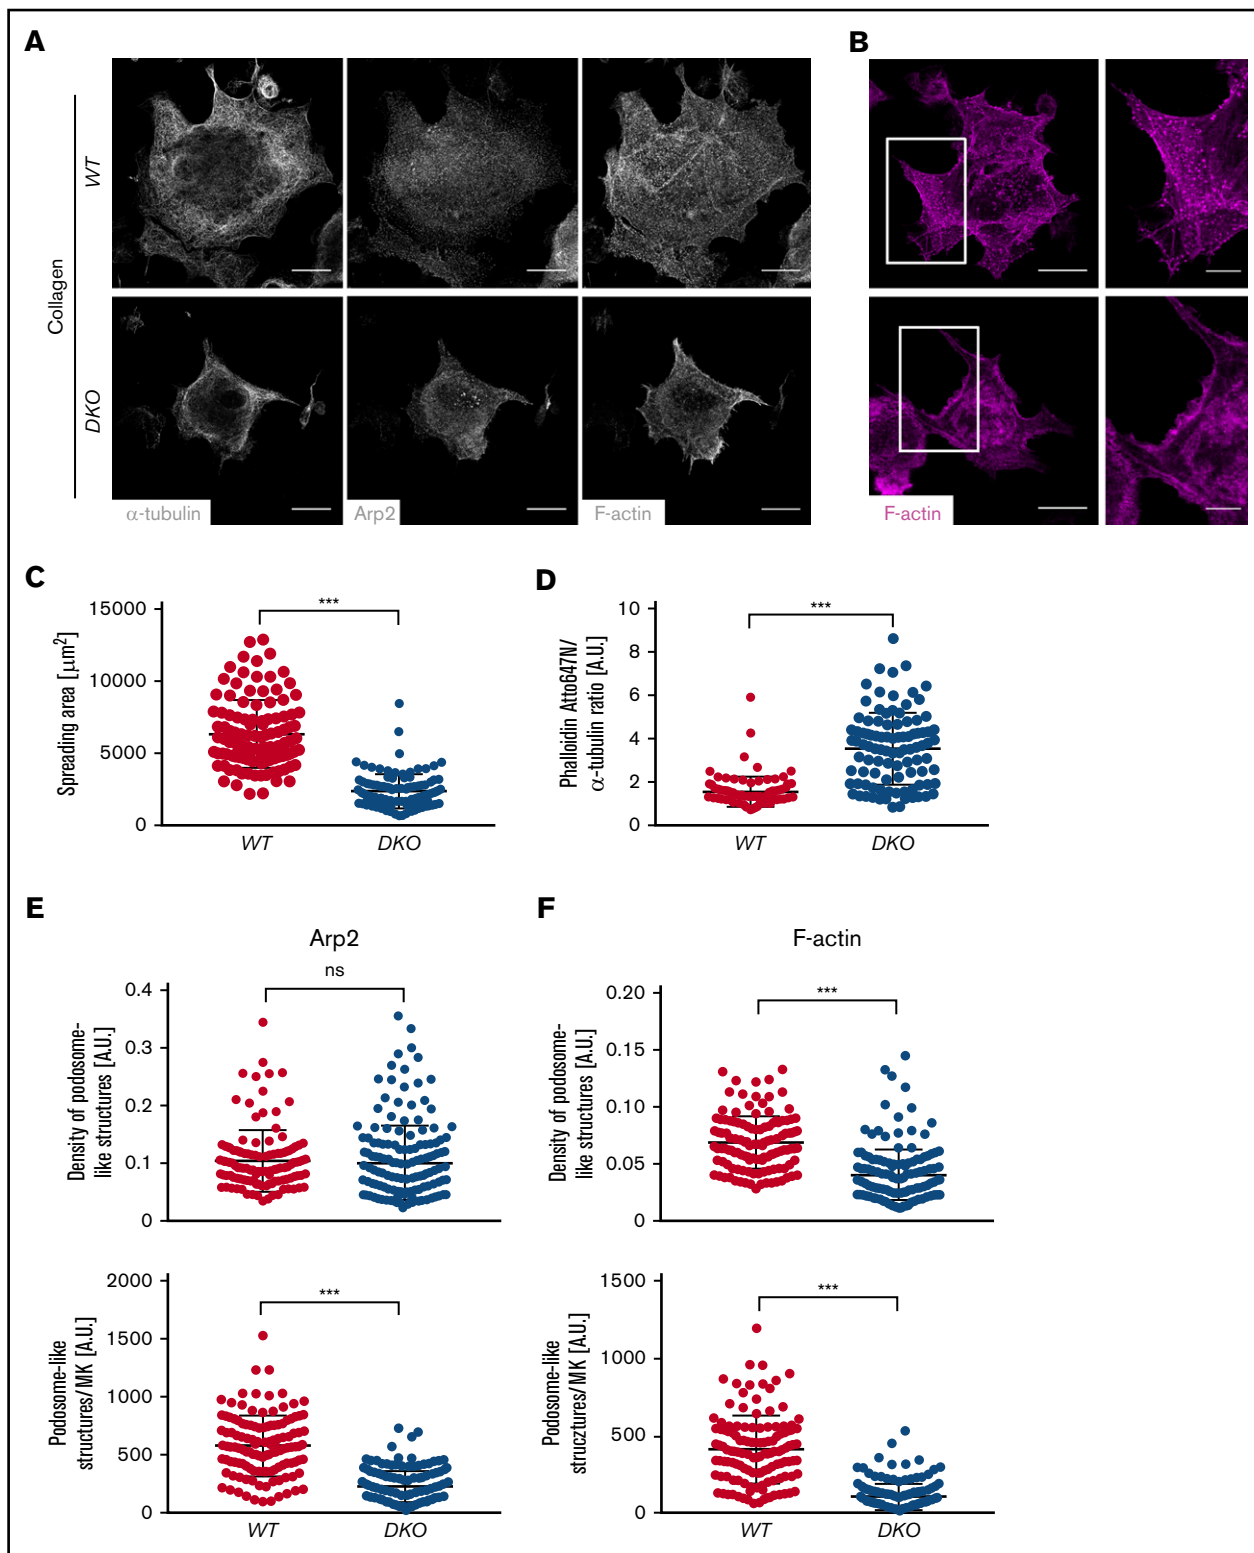 A
B
Collagen
WT
DKO
α-tubulin
Arp2
F-actin
F-actin
C
Spreading area [μm²]
15000
10000
5000
0
***
WT
DKO
D
Phalloidin Atto647N/
α-tubulin ratio [A.U.]
10
8
6
4
2
0
***
WT
DKO
E
Arp2
ns
Density of podosome-
like structures [A.U.]
0.4
0.3
0.2
0.1
0
Podosome-like
structures/MK [A.U.]
2000
1500
1000
500
0
***
WT
DKO
F
F-actin
***
Density of podosome-
like structures [A.U.]
0.20
0.15
0.10
0.05
0
Podosome-like
strucztures/MK [A.U.]
1500
1000
500
0
***
WT
DKO